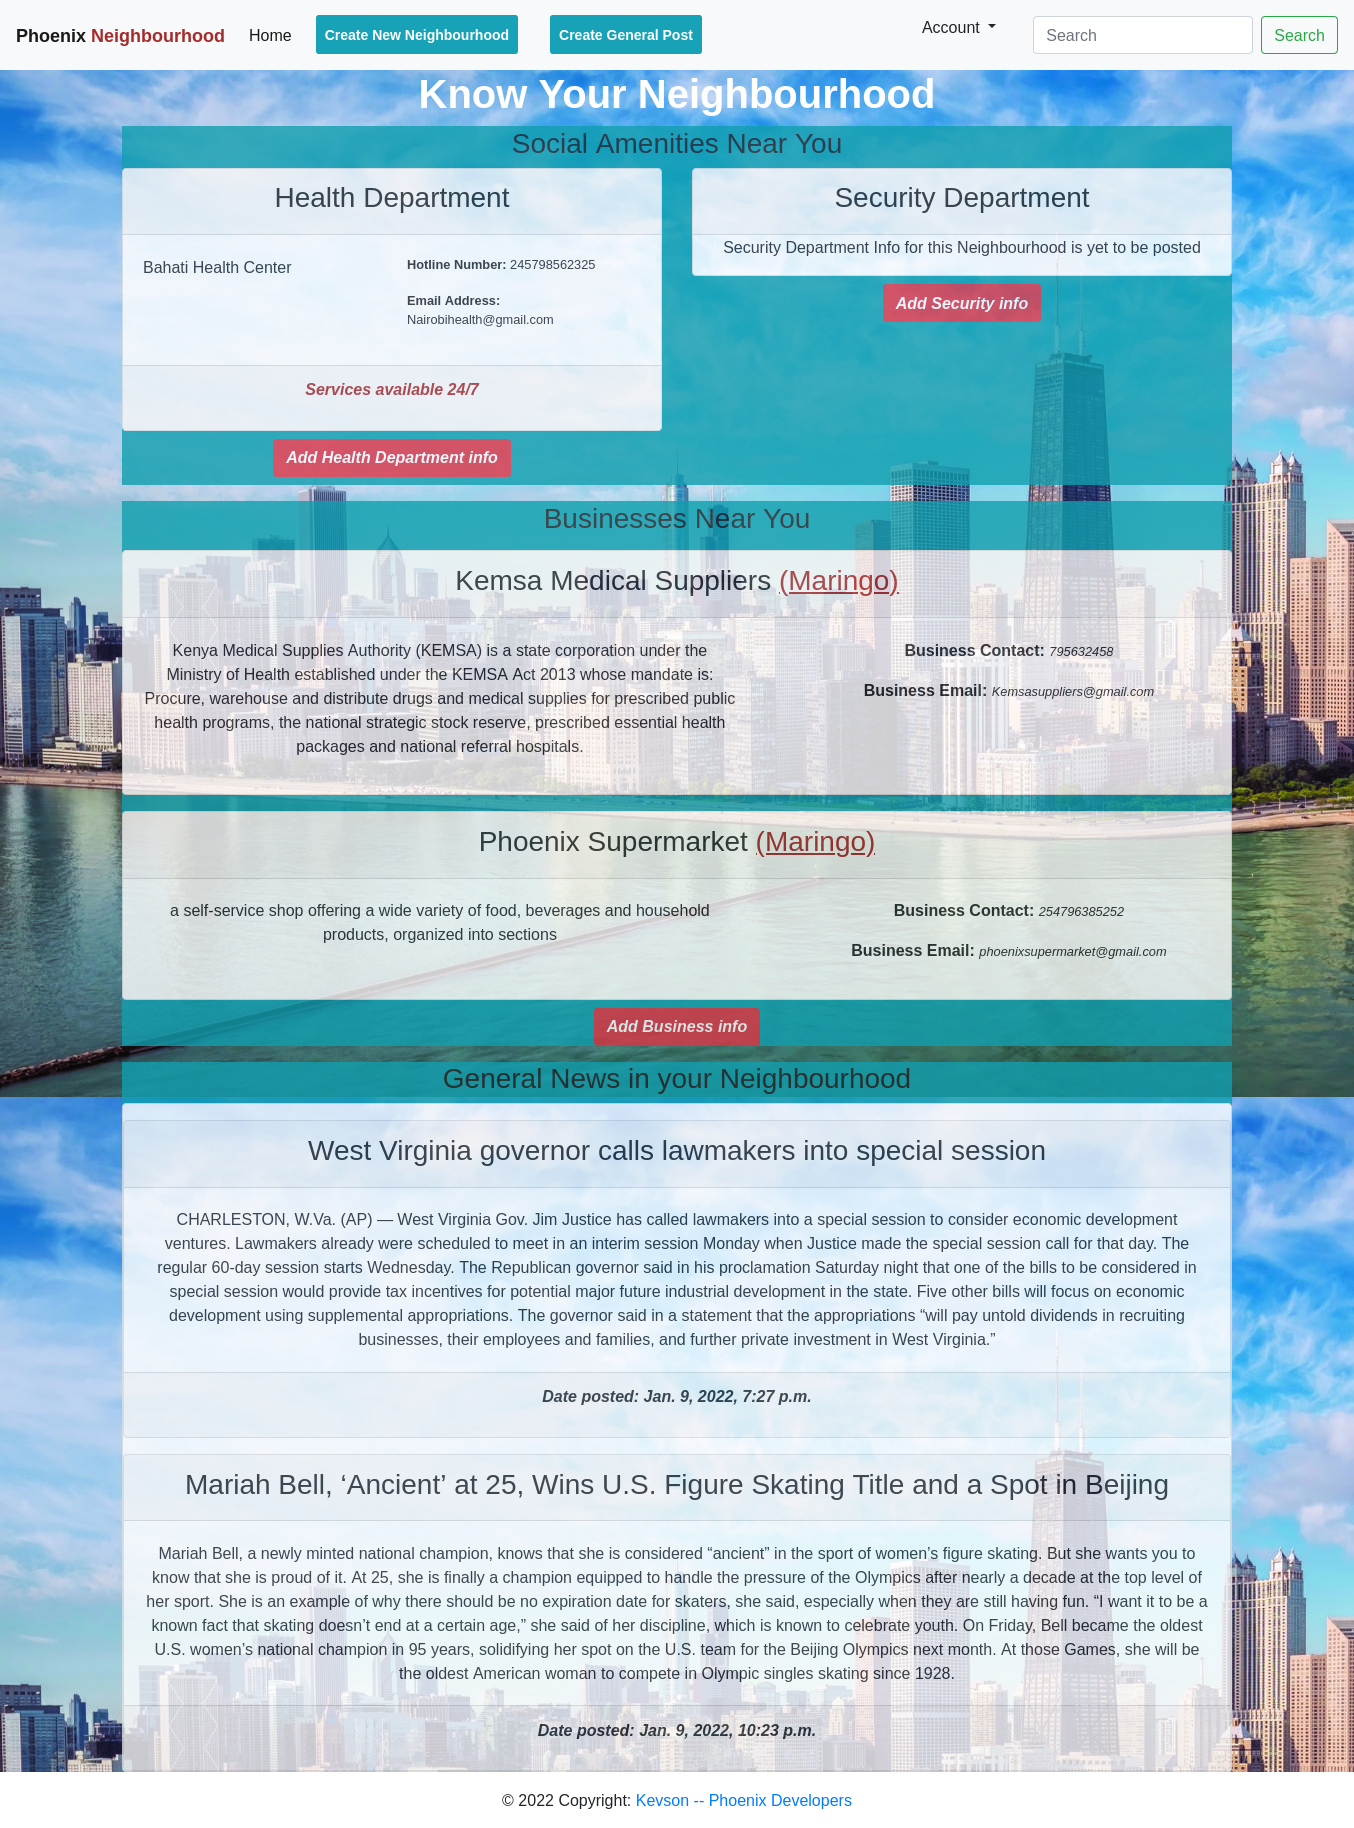 Phoenix Neighbourhood Home Create New Neighbourhood Create General Post Account Search Search
Know Your Neighbourhood
Social Amenities Near You
Health Department
Bahati Health Center
Hotline Number: 245798562325
Email Address:
Nairobihealth@gmail.com
Services available 24/7
Add Health Department info
Security Department
Security Department Info for this Neighbourhood is yet to be posted
Add Security info
Businesses Near You
Kemsa Medical Suppliers (Maringo)
Kenya Medical Supplies Authority (KEMSA) is a state corporation under the
Ministry of Health established under the KEMSA Act 2013 whose mandate is:
Procure, warehouse and distribute drugs and medical supplies for prescribed public
health programs, the national strategic stock reserve, prescribed essential health
packages and national referral hospitals.
Business Contact: 795632458
Business Email: Kemsasuppliers@gmail.com
Phoenix Supermarket (Maringo)
a self-service shop offering a wide variety of food, beverages and household
products, organized into sections
Business Contact: 254796385252
Business Email: phoenixsupermarket@gmail.com
Add Business info
General News in your Neighbourhood
West Virginia governor calls lawmakers into special session
CHARLESTON, W.Va. (AP) — West Virginia Gov. Jim Justice has called lawmakers into a special session to consider economic development
ventures. Lawmakers already were scheduled to meet in an interim session Monday when Justice made the special session call for that day. The
regular 60-day session starts Wednesday. The Republican governor said in his proclamation Saturday night that one of the bills to be considered in
special session would provide tax incentives for potential major future industrial development in the state. Five other bills will focus on economic
development using supplemental appropriations. The governor said in a statement that the appropriations “will pay untold dividends in recruiting
businesses, their employees and families, and further private investment in West Virginia.”
Date posted: Jan. 9, 2022, 7:27 p.m.
Mariah Bell, ‘Ancient’ at 25, Wins U.S. Figure Skating Title and a Spot in Beijing
Mariah Bell, a newly minted national champion, knows that she is considered “ancient” in the sport of women’s figure skating. But she wants you to
know that she is proud of it. At 25, she is finally a champion equipped to handle the pressure of the Olympics after nearly a decade at the top level of
her sport. She is an example of why there should be no expiration date for skaters, she said, especially when they are still having fun. “I want it to be a
known fact that skating doesn’t end at a certain age,” she said of her discipline, which is known to celebrate youth. On Friday, Bell became the oldest
U.S. women’s national champion in 95 years, solidifying her spot on the U.S. team for the Beijing Olympics next month. At those Games, she will be
the oldest American woman to compete in Olympic singles skating since 1928.
Date posted: Jan. 9, 2022, 10:23 p.m.
© 2022 Copyright: Kevson -- Phoenix Developers